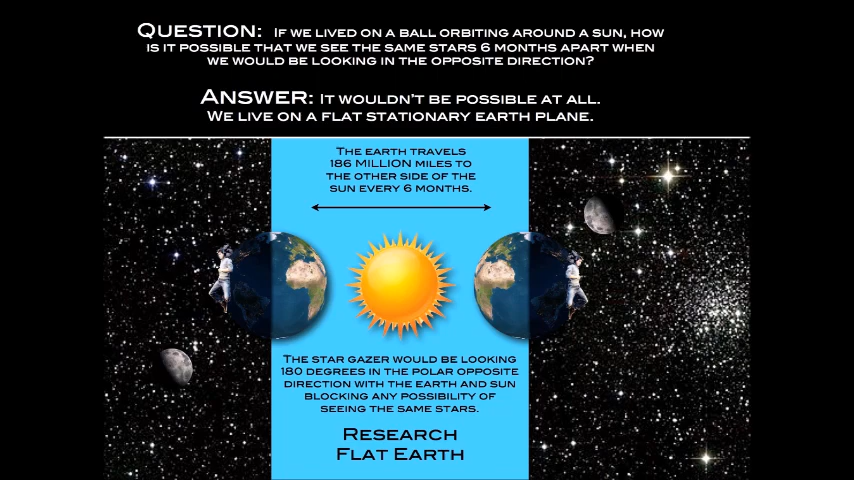 QUESTION: IF WE LIVED ON A BALL ORBITING AROUND A SUN, HOW
IS IT POSSIBLE THAT WE SEE THE SAME STARS 6 MONTHS APART WHEN
WE WOULD BE LOOKING IN THE OPPOSITE DIRECTION?
ANSWER: IT WOULDN'T BE POSSIBLE AT ALL.
WE LIVE ON A FLAT STATIONARY EARTH PLANE.
THE EARTH TRAVELS
186 MILLION MILES TO
THE OTHER SIDE OF THE
SUN EVERY 6 MONTHS.
THE STAR GAZER WOULD BE LOOKING
180 DEGREES IN THE POLAR OPPOSITE
DIRECTION WITH THE EARTH AND SUN
BLOCKING ANY POSSIBILITY OF
SEEING THE SAME STARS.
RESEARCH
FLAT EARTH